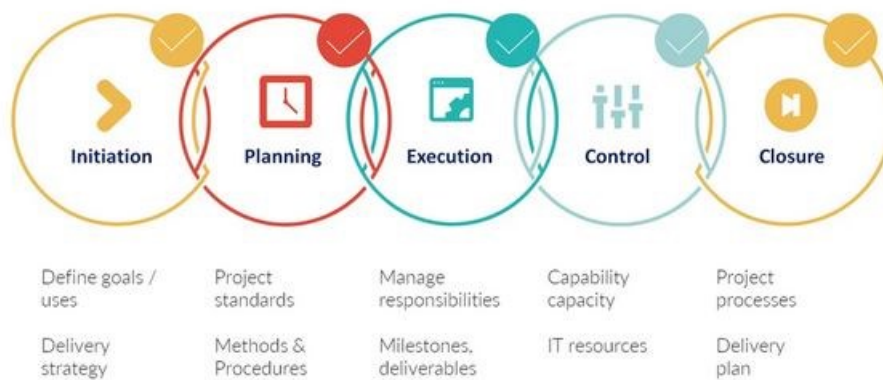 Initiation
Planning
Execution
Control
Closure
Define goals /
uses
Delivery
strategy
Project
standards
Methods &
Procedures
Manage
responsibilities
Milestones,
deliverables
Capability
capacity
IT resources
Project
processes
Delivery
plan